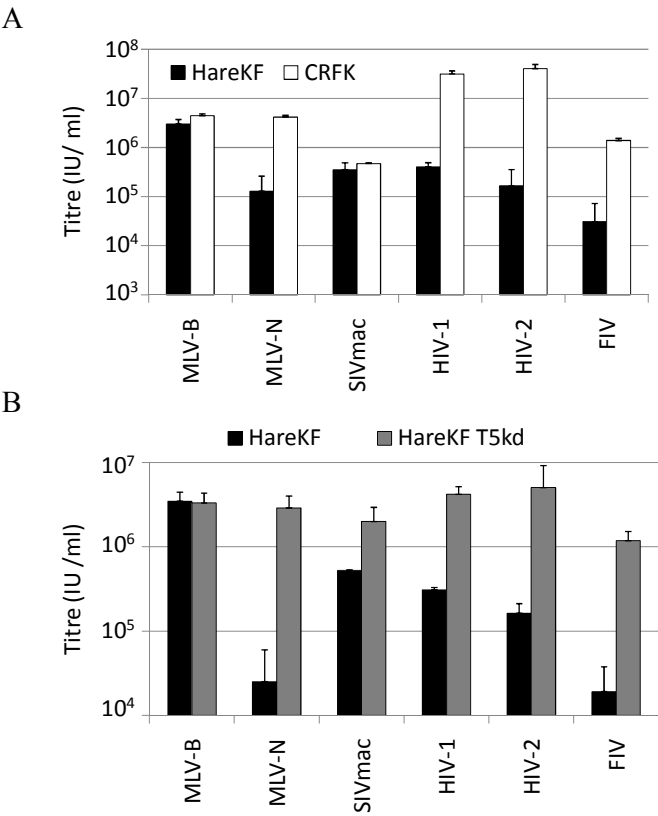 A
10^8
HareKF CRFK
10^7
10^6
10^5
10^4
10^3
Titre (IU/ ml)
MLV-B MLV-N SIVmac HIV-1 HIV-2 FIV
B
HareKF HareKF T5kd
10^7
10^6
10^5
10^4
Titre (IU /ml)
MLV-B MLV-N SIVmac HIV-1 HIV-2 FIV